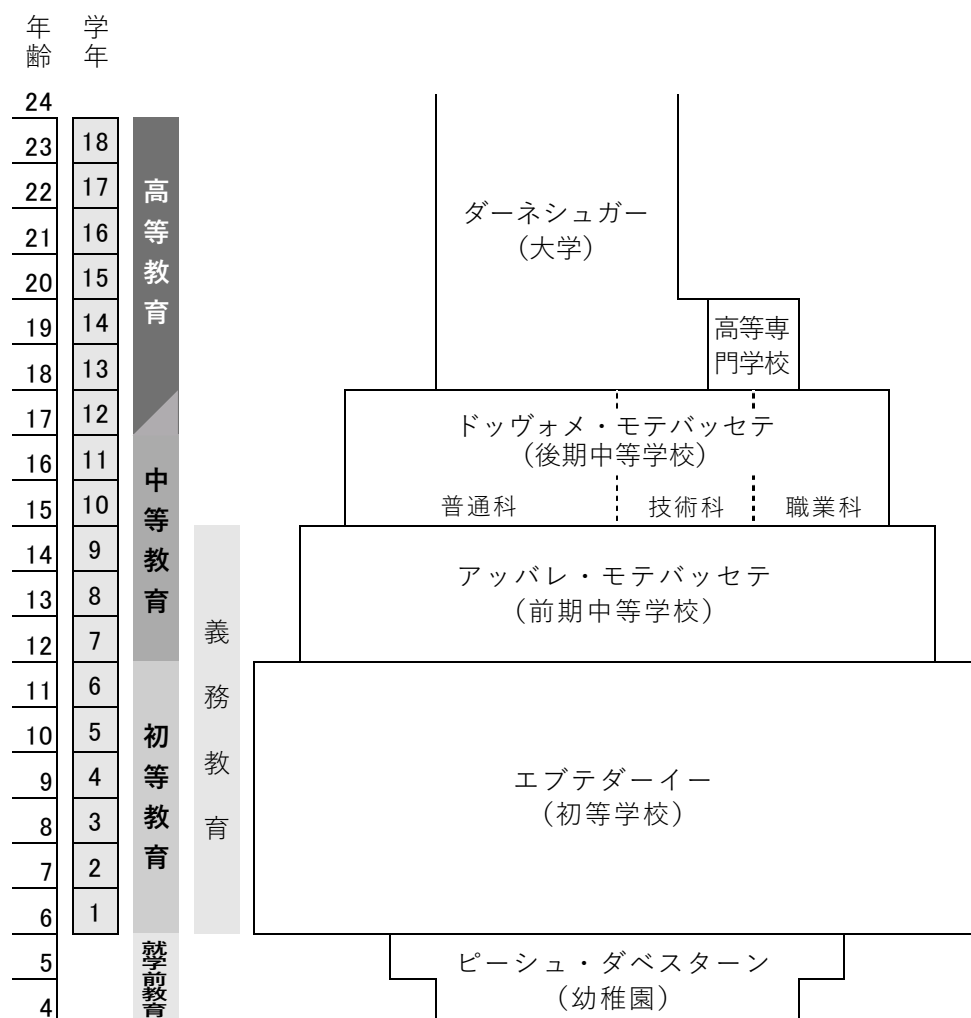 年齢
学年
24
23
22
21
20
19
18
17
16
15
14
13
12
11
10
9
8
7
6
5
4
18
17
16
15
14
13
12
11
10
9
8
7
6
5
4
3
2
1
高等教育
中等教育
初等教育
就学前教育
義務教育
ダーネシュガー
（大学）
高等専
門学校
ドッヴォメ・モテバッセテ
（後期中等学校）
普通科
技術科
職業科
アッバレ・モテバッセテ
（前期中等学校）
エブテダーイー
（初等学校）
ピーシュ・ダベスターン
（幼稚園）